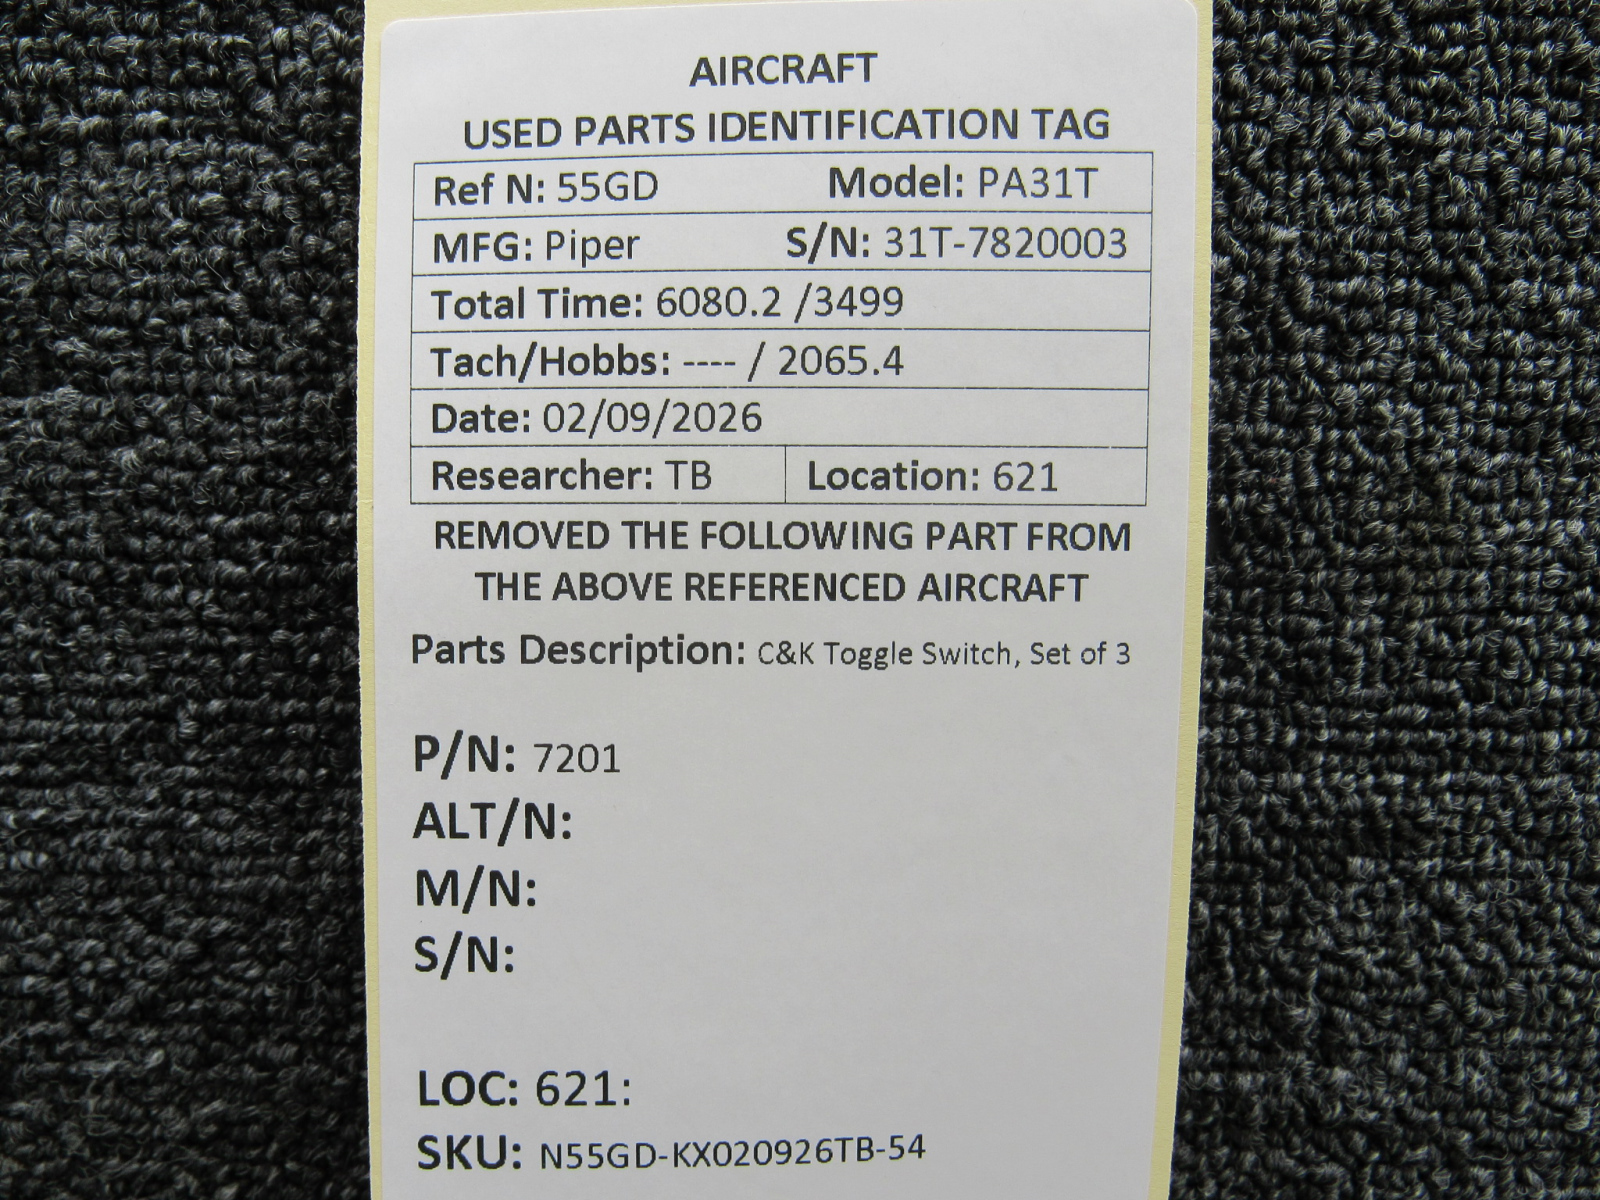 AIRCRAFT
USED PARTS IDENTIFICATION TAG
Ref N: 55GD Model: PA31T
MFG: Piper S/N: 31T-7820003
Total Time: 6080.2 /3499
Tach/Hobbs: ---- / 2065.4
Date: 02/09/2026
Researcher: TB Location: 621
REMOVED THE FOLLOWING PART FROM
THE ABOVE REFERENCED AIRCRAFT
Parts Description: C&K Toggle Switch, Set of 3
P/N: 7201
ALT/N:
M/N:
S/N:
LOC: 621:
SKU: N55GD-KX020926TB-54